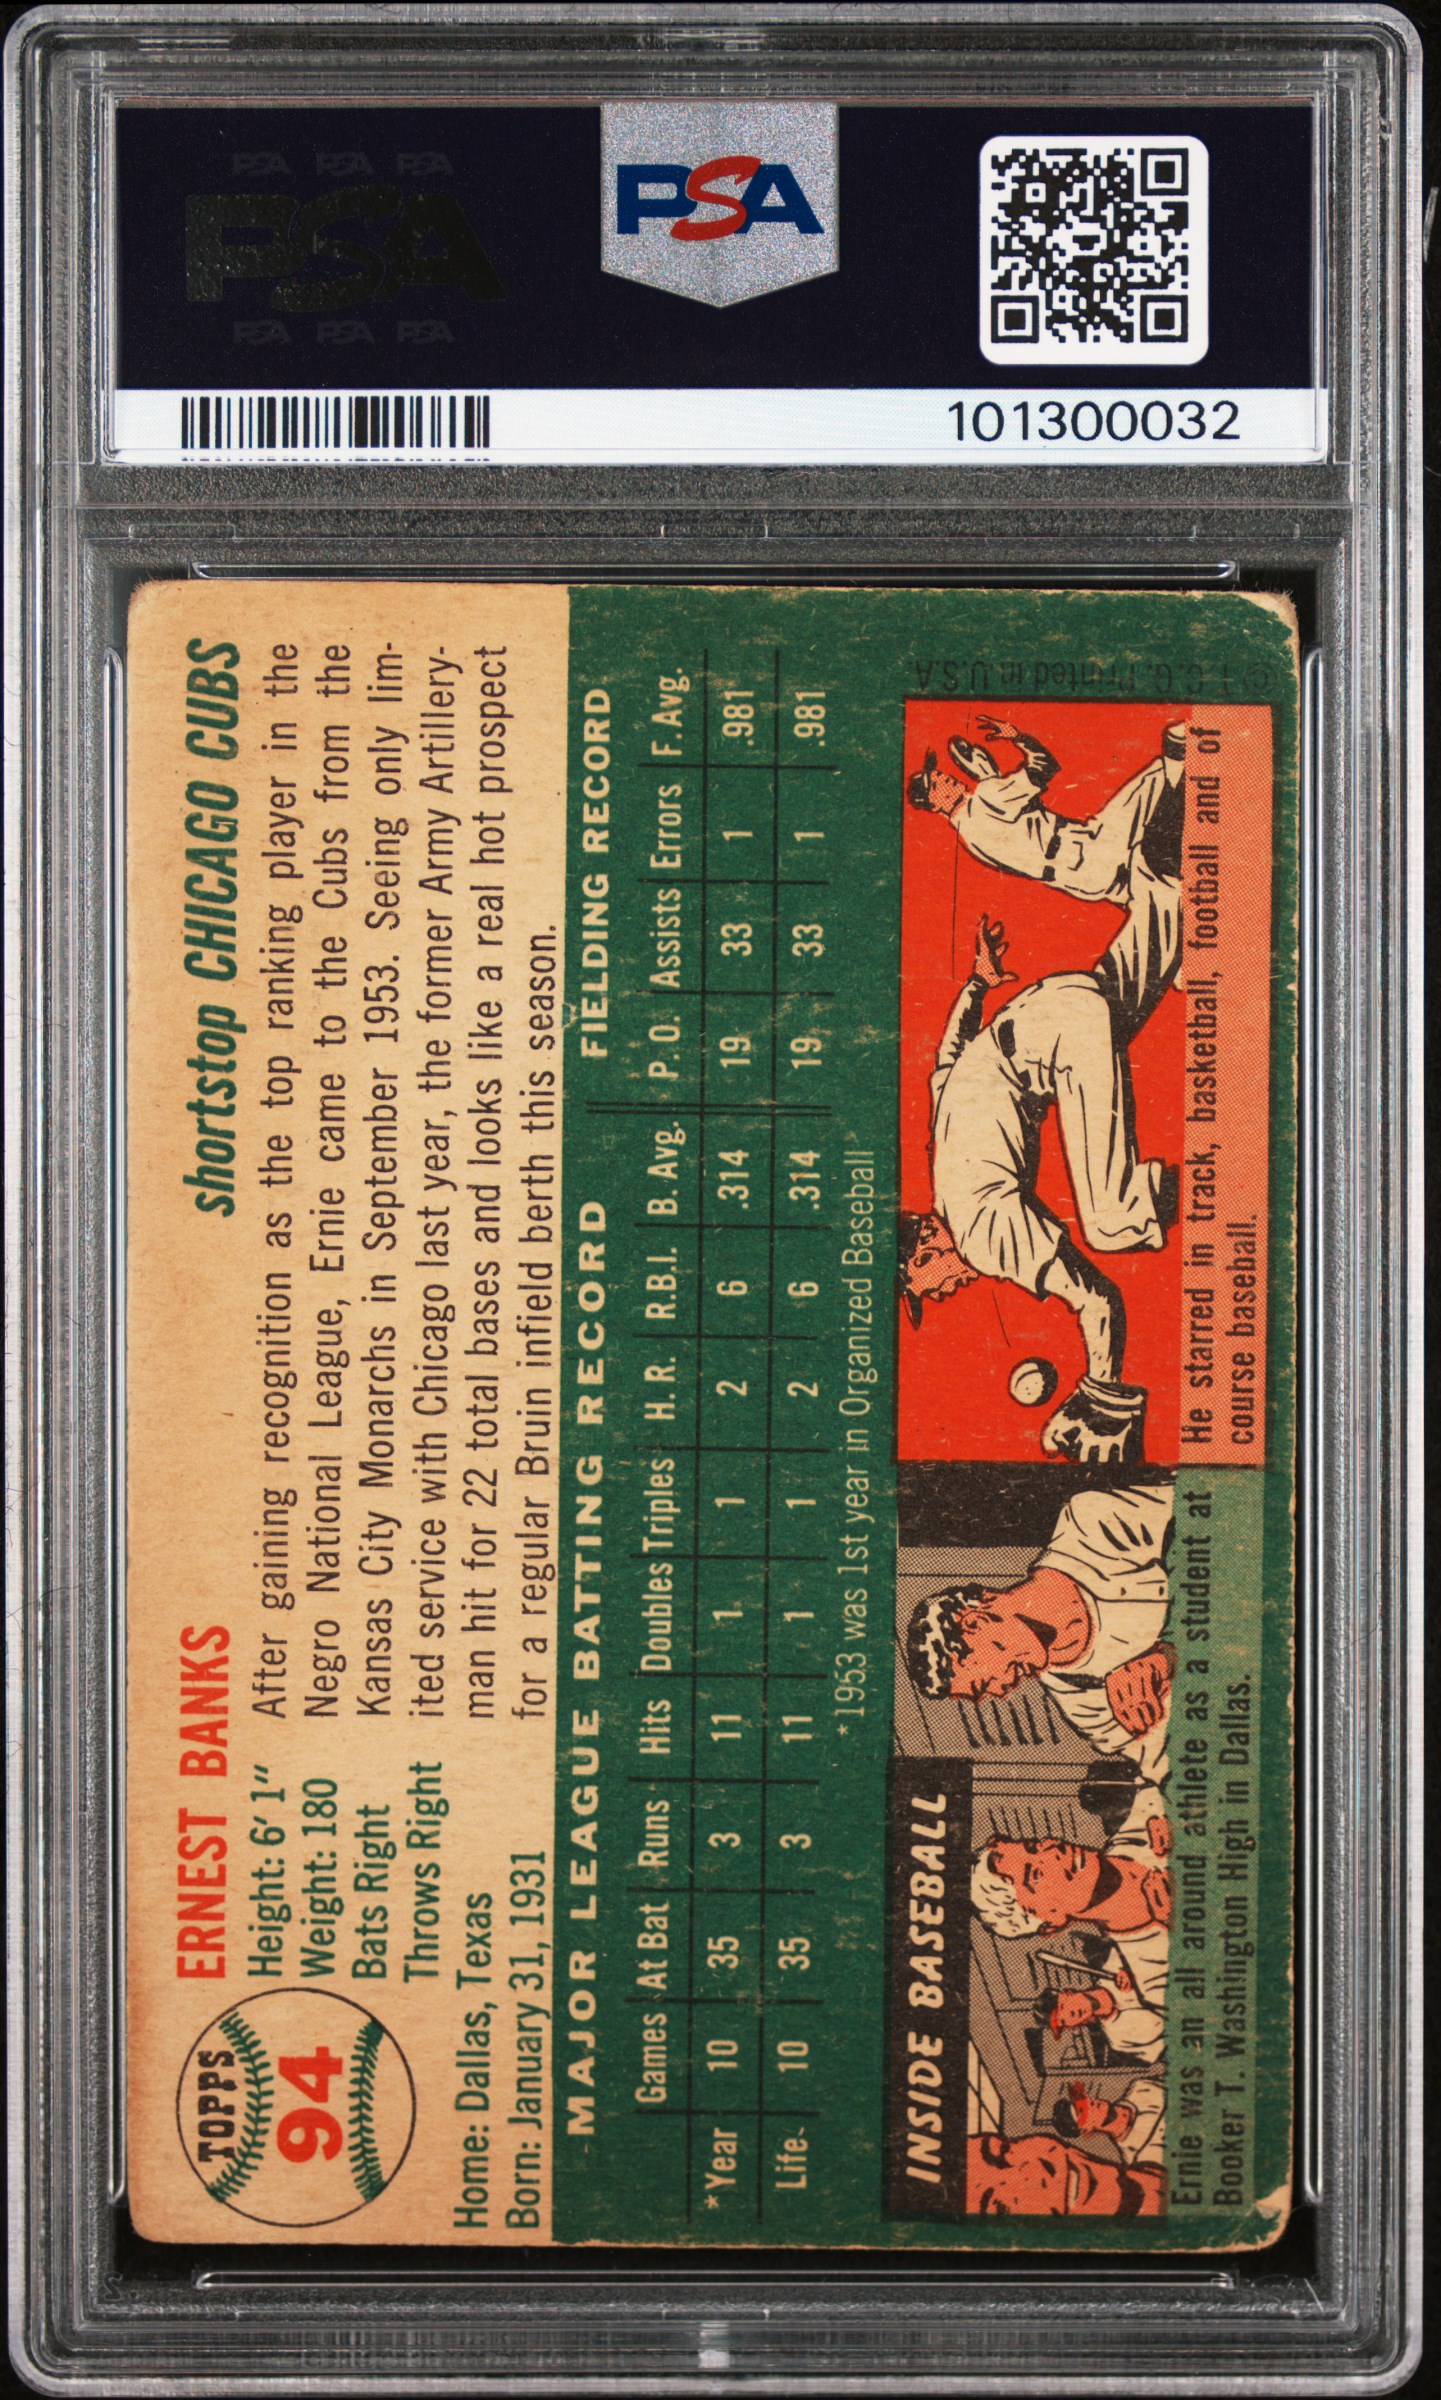 PSA PSA PSA
PSA
PSA PSA PSA
PSA
101300032
TOPPS
94
ERNEST BANKS
shortstop CHICAGO CUBS
Height: 6' 1"
Weight: 180
Bats Right
Throws Right
Home: Dallas, Texas
Born: January 31, 1931
After gaining recognition as the top ranking player in the
Negro National League, Ernie came to the Cubs from the
Kansas City Monarchs in September 1953. Seeing only lim-
ited service with Chicago last year, the former Army Artillery-
man hit for 22 total bases and looks like a real hot prospect
for a regular Bruin infield berth this season.
MAJOR LEAGUE BATTING RECORD FIELDING RECORD
Games At Bat Runs Hits Doubles Triples H. R. R.B.I. B. Avg. P. O. Assists Errors F. Avg.
*Year 10 35 3 11 1 1 2 6 .314 19 33 1 .981
Life 10 35 3 11 1 1 2 6 .314 19 33 1 .981
*1953 was 1st year in Organized Baseball
INSIDE BASEBALL
Ernie was an all around athlete as a student at
Booker T. Washington High in Dallas.
He starred in track, basketball, football and of
course baseball.
© T.C.G. Printed in U.S.A.